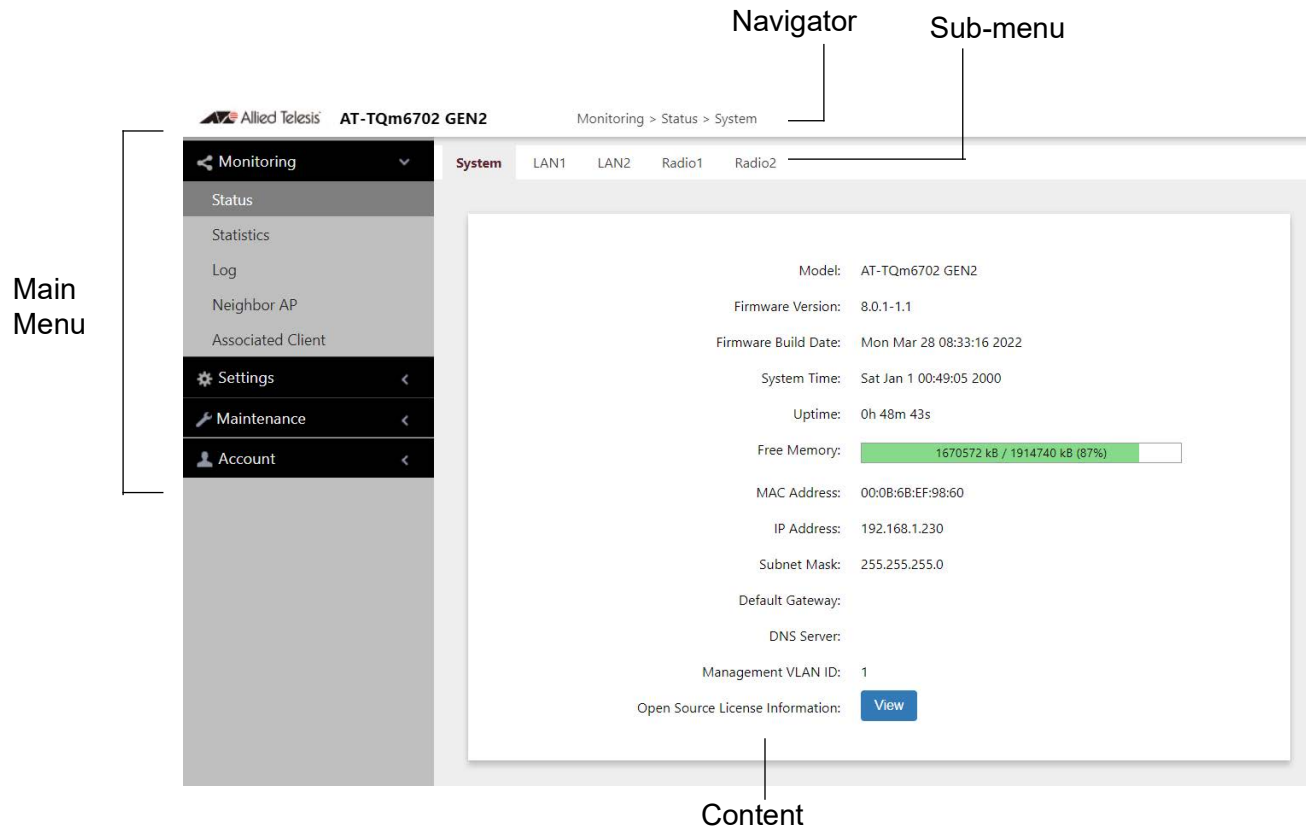 Navigator
Sub-menu
Allied Telesis AT-TQm6702 GEN2 Monitoring > Status > System
Monitoring
System LAN1 LAN2 Radio1 Radio2
Status
Statistics
Log
Neighbor AP
Associated Client
Settings
Maintenance
Account
Main
Menu
Model: AT-TQm6702 GEN2
Firmware Version: 8.0.1-1.1
Firmware Build Date: Mon Mar 28 08:33:16 2022
System Time: Sat Jan 1 00:49:05 2000
Uptime: 0h 48m 43s
Free Memory: 1670572 kB / 1914740 kB (87%)
MAC Address: 00:0B:6B:EF:98:60
IP Address: 192.168.1.230
Subnet Mask: 255.255.255.0
Default Gateway:
DNS Server:
Management VLAN ID: 1
Open Source License Information: View
Content